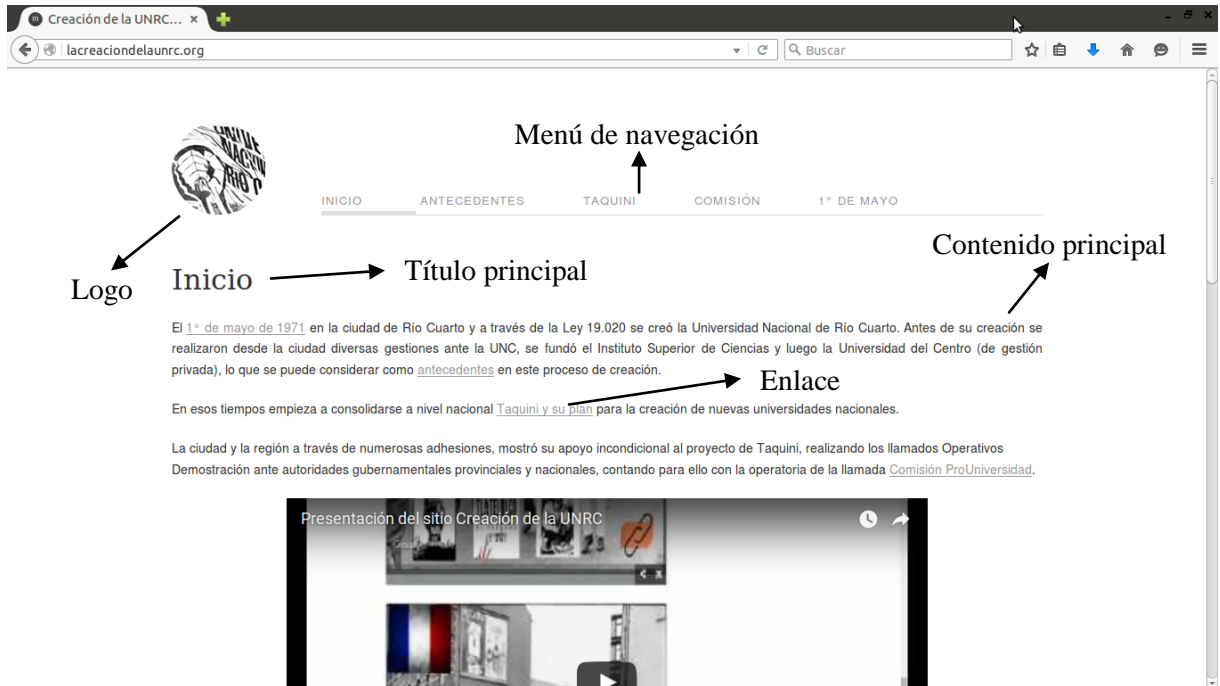 Creación de la UNRC...
lacreaciondelaunrc.org
Buscar
UNIVE
NACION
RÍO C
Menú de navegación
INICIO ANTECEDENTES TAQUINI COMISIÓN 1° DE MAYO
Contenido principal
Logo
Inicio
Título principal
El 1° de mayo de 1971 en la ciudad de Río Cuarto y a través de la Ley 19.020 se creó la Universidad Nacional de Río Cuarto. Antes de su creación se
realizaron desde la ciudad diversas gestiones ante la UNC, se fundó el Instituto Superior de Ciencias y luego la Universidad del Centro (de gestión
privada), lo que se puede considerar como antecedentes en este proceso de creación.
Enlace
En esos tiempos empieza a consolidarse a nivel nacional Taquini y su plan para la creación de nuevas universidades nacionales.
La ciudad y la región a través de numerosas adhesiones, mostró su apoyo incondicional al proyecto de Taquini, realizando los llamados Operativos
Demostración ante autoridades gubernamentales provinciales y nacionales, contando para ello con la operatoria de la llamada Comisión ProUniversidad.
Presentación del sitio Creación de la UNRC